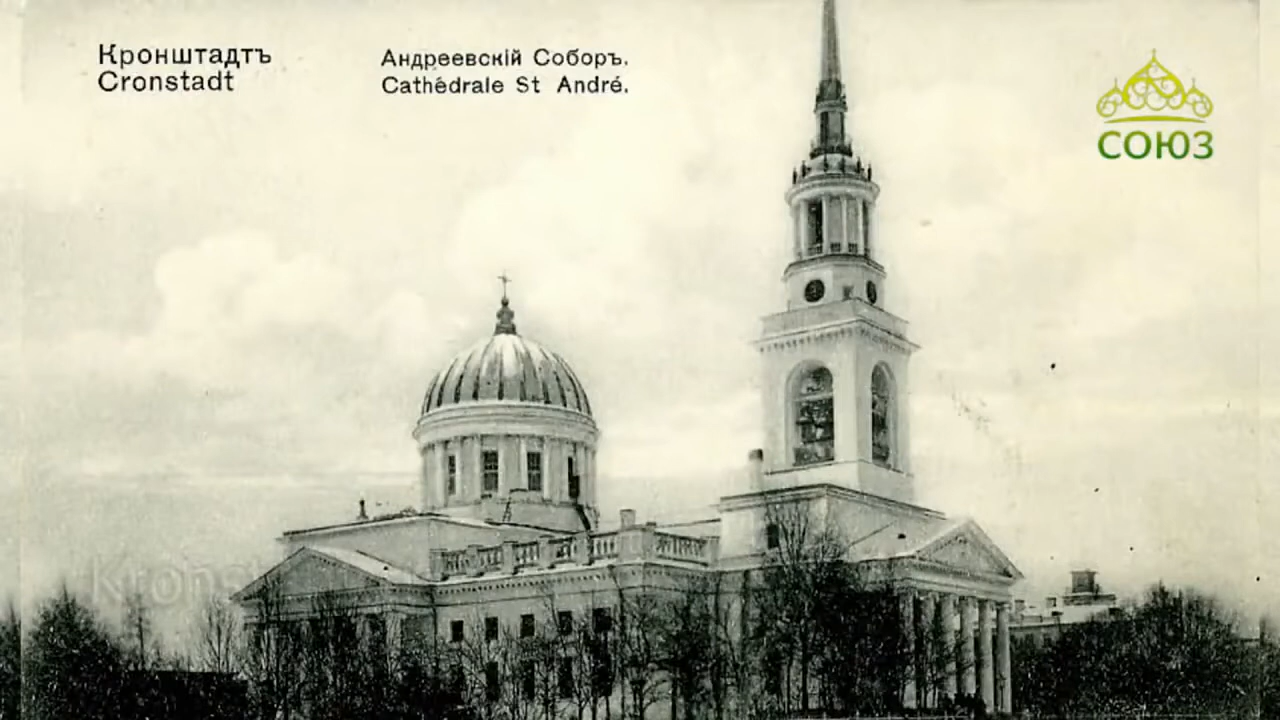 Кронштадтъ
Cronstadt
Андреевскій Соборъ.
Cathédrale St André.
СОЮЗ